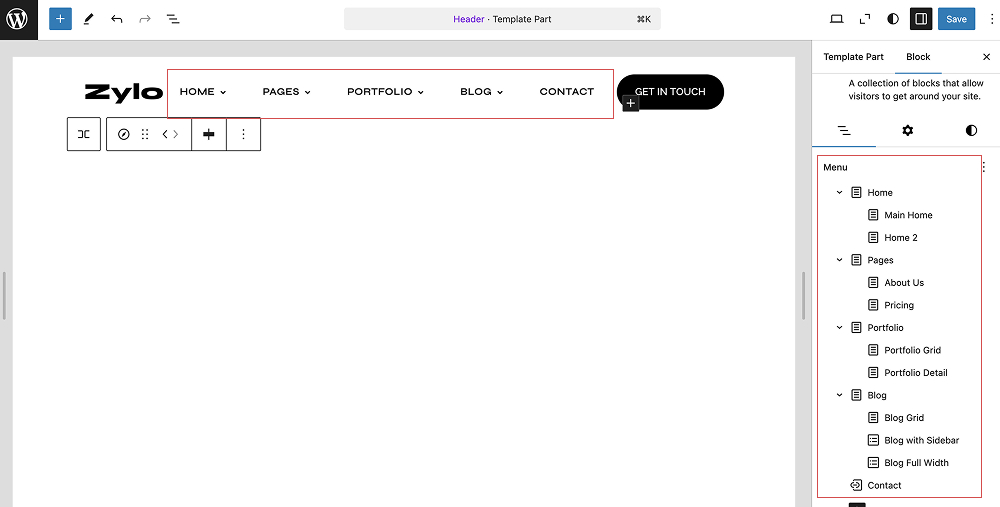 Header · Template Part
⌘K
Save
Template Part
Block
A collection of blocks that allow
visitors to get around your site.
Zylo
HOME
PAGES
PORTFOLIO
BLOG
CONTACT
GET IN TOUCH
Menu
Home
Main Home
Home 2
Pages
About Us
Pricing
Portfolio
Portfolio Grid
Portfolio Detail
Blog
Blog Grid
Blog with Sidebar
Blog Full Width
Contact